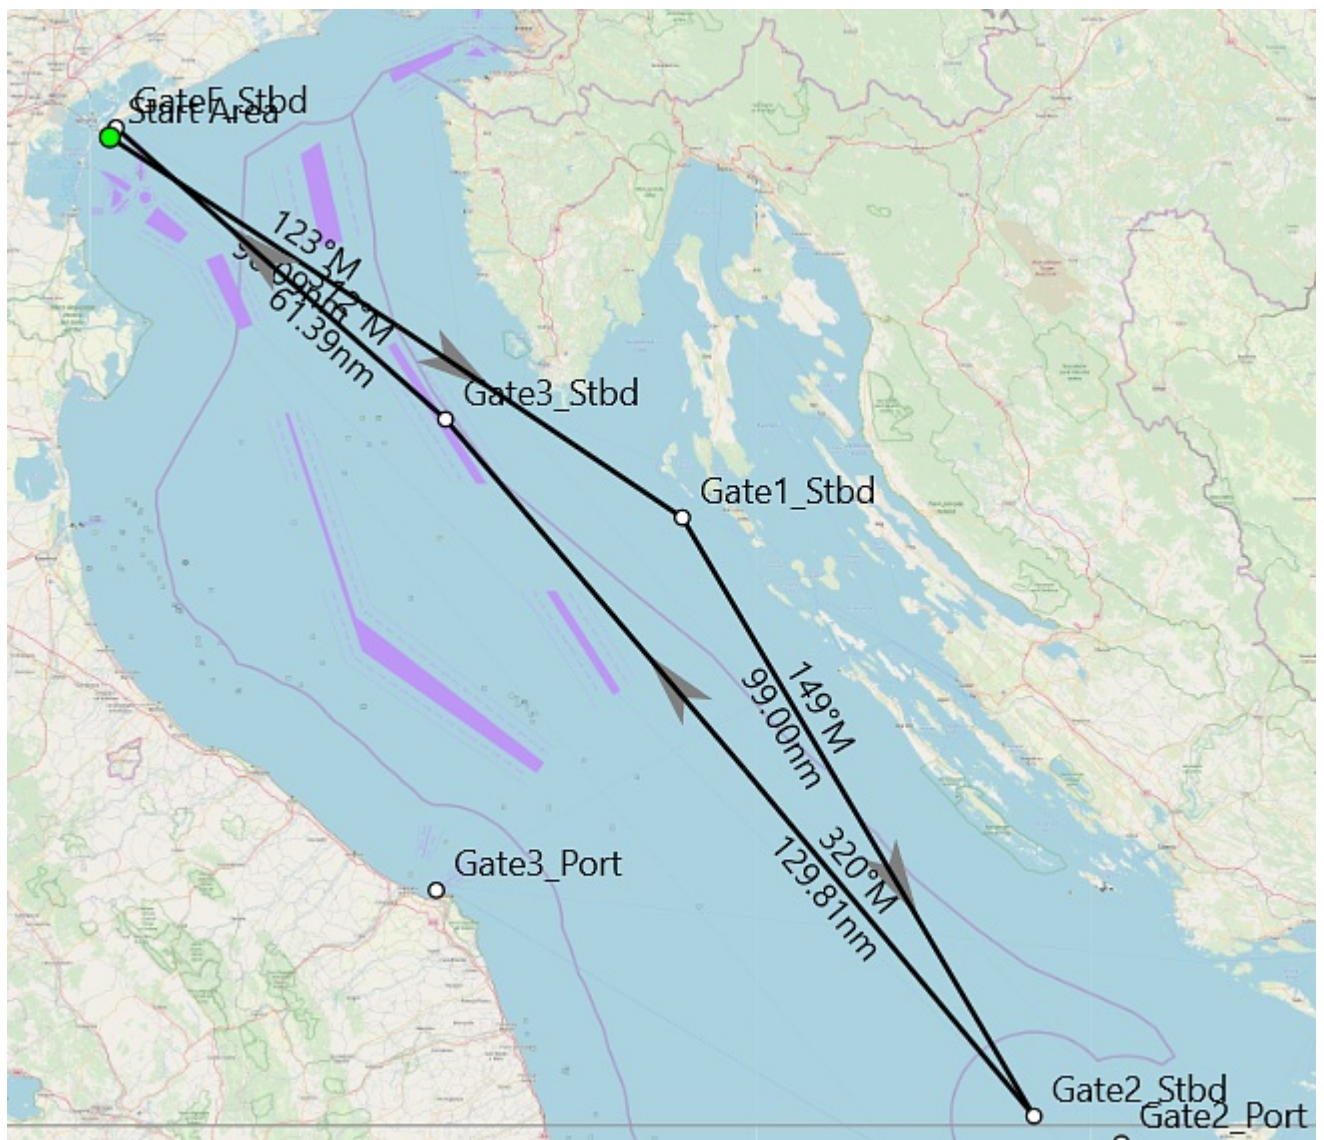 GateF_Stbd
Start Area
123°M
61.39nm
Gate3_Stbd
Gate1_Stbd
149°M
99.00nm
320°M
129.81nm
Gate3_Port
Gate2_Stbd
Gate2_Port